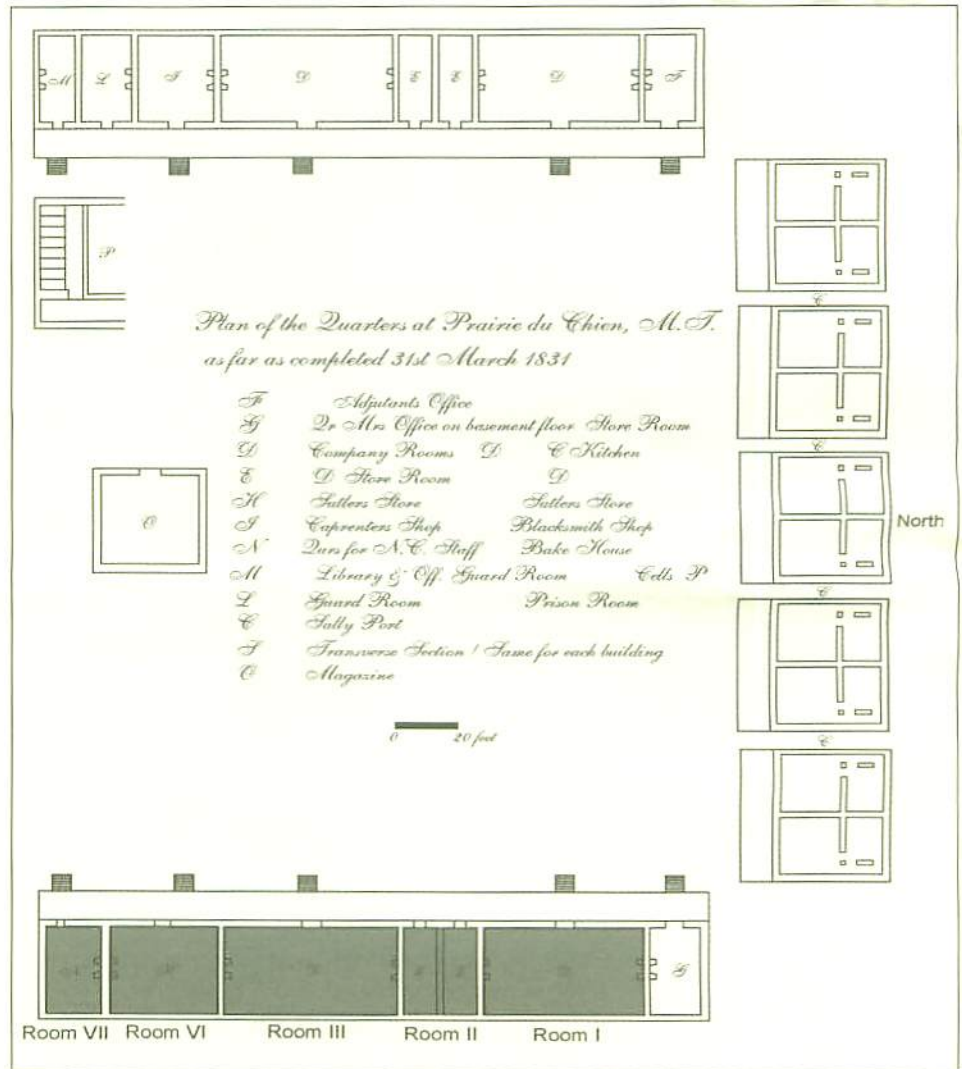 M L I D E E D F
P
C
Plan of the Quarters at Prairie du Chien, M.T.
as far as completed 31st March 1831
C
F Adjutants Office
G Qr Mrs Office on basement floor Store Room
D Company Rooms D C Kitchen
E D Store Room D
H Sutlers Store Sutlers Store
I Caprenters Shop Blacksmith Shop
N Qurs for N.C. Staff Bake House
M Library & Off. Guard Room Cells P
L Guard Room Prison Room
C Sally Port
S Transverse Section / Same for each building
O Magazine
O
North
C
0 20 feet
C
G
Room VII Room VI Room III Room II Room I